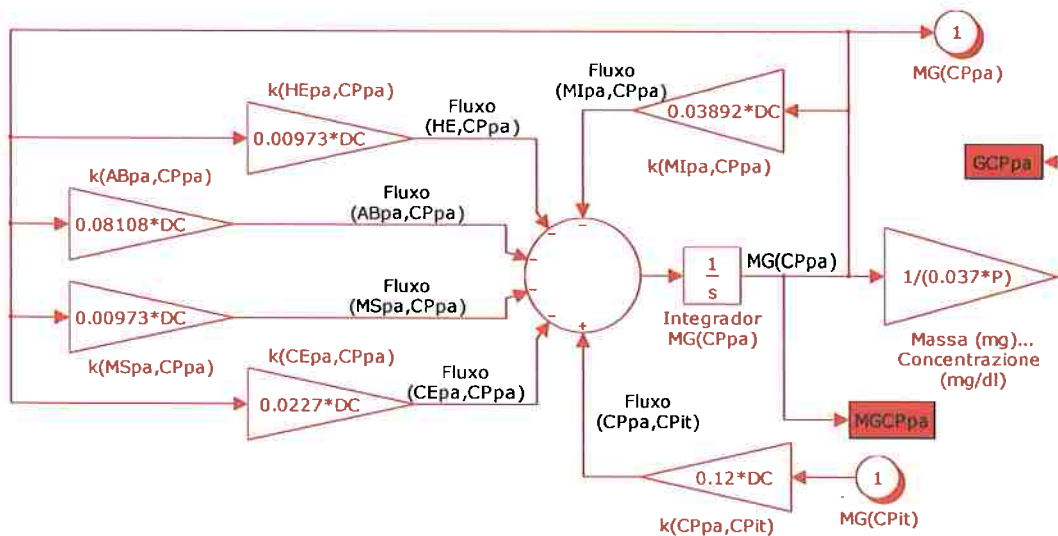 1
MG(CPpa)
k(HEpa,CPpa)
0.00973*DC
Fluxo
(HE,CPpa)
Fluxo
(MIpa,CPpa)
0.03892*DC
k(MIpa,CPpa)
GCPpa
k(ABpa,CPpa)
0.08108*DC
Fluxo
(ABpa,CPpa)
−
−
−
−
−
+
1
s
Integrador
MG(CPpa)
MG(CPpa)
1/(0.037*P)
Massa (mg)...
Concentrazione
(mg/dl)
0.00973*DC
k(MSpa,CPpa)
Fluxo
(MSpa,CPpa)
k(CEpa,CPpa)
0.0227*DC
Fluxo
(CEpa,CPpa)
Fluxo
(CPpa,CPit)
MGCPpa
0.12*DC
k(CPpa,CPit)
1
MG(CPit)